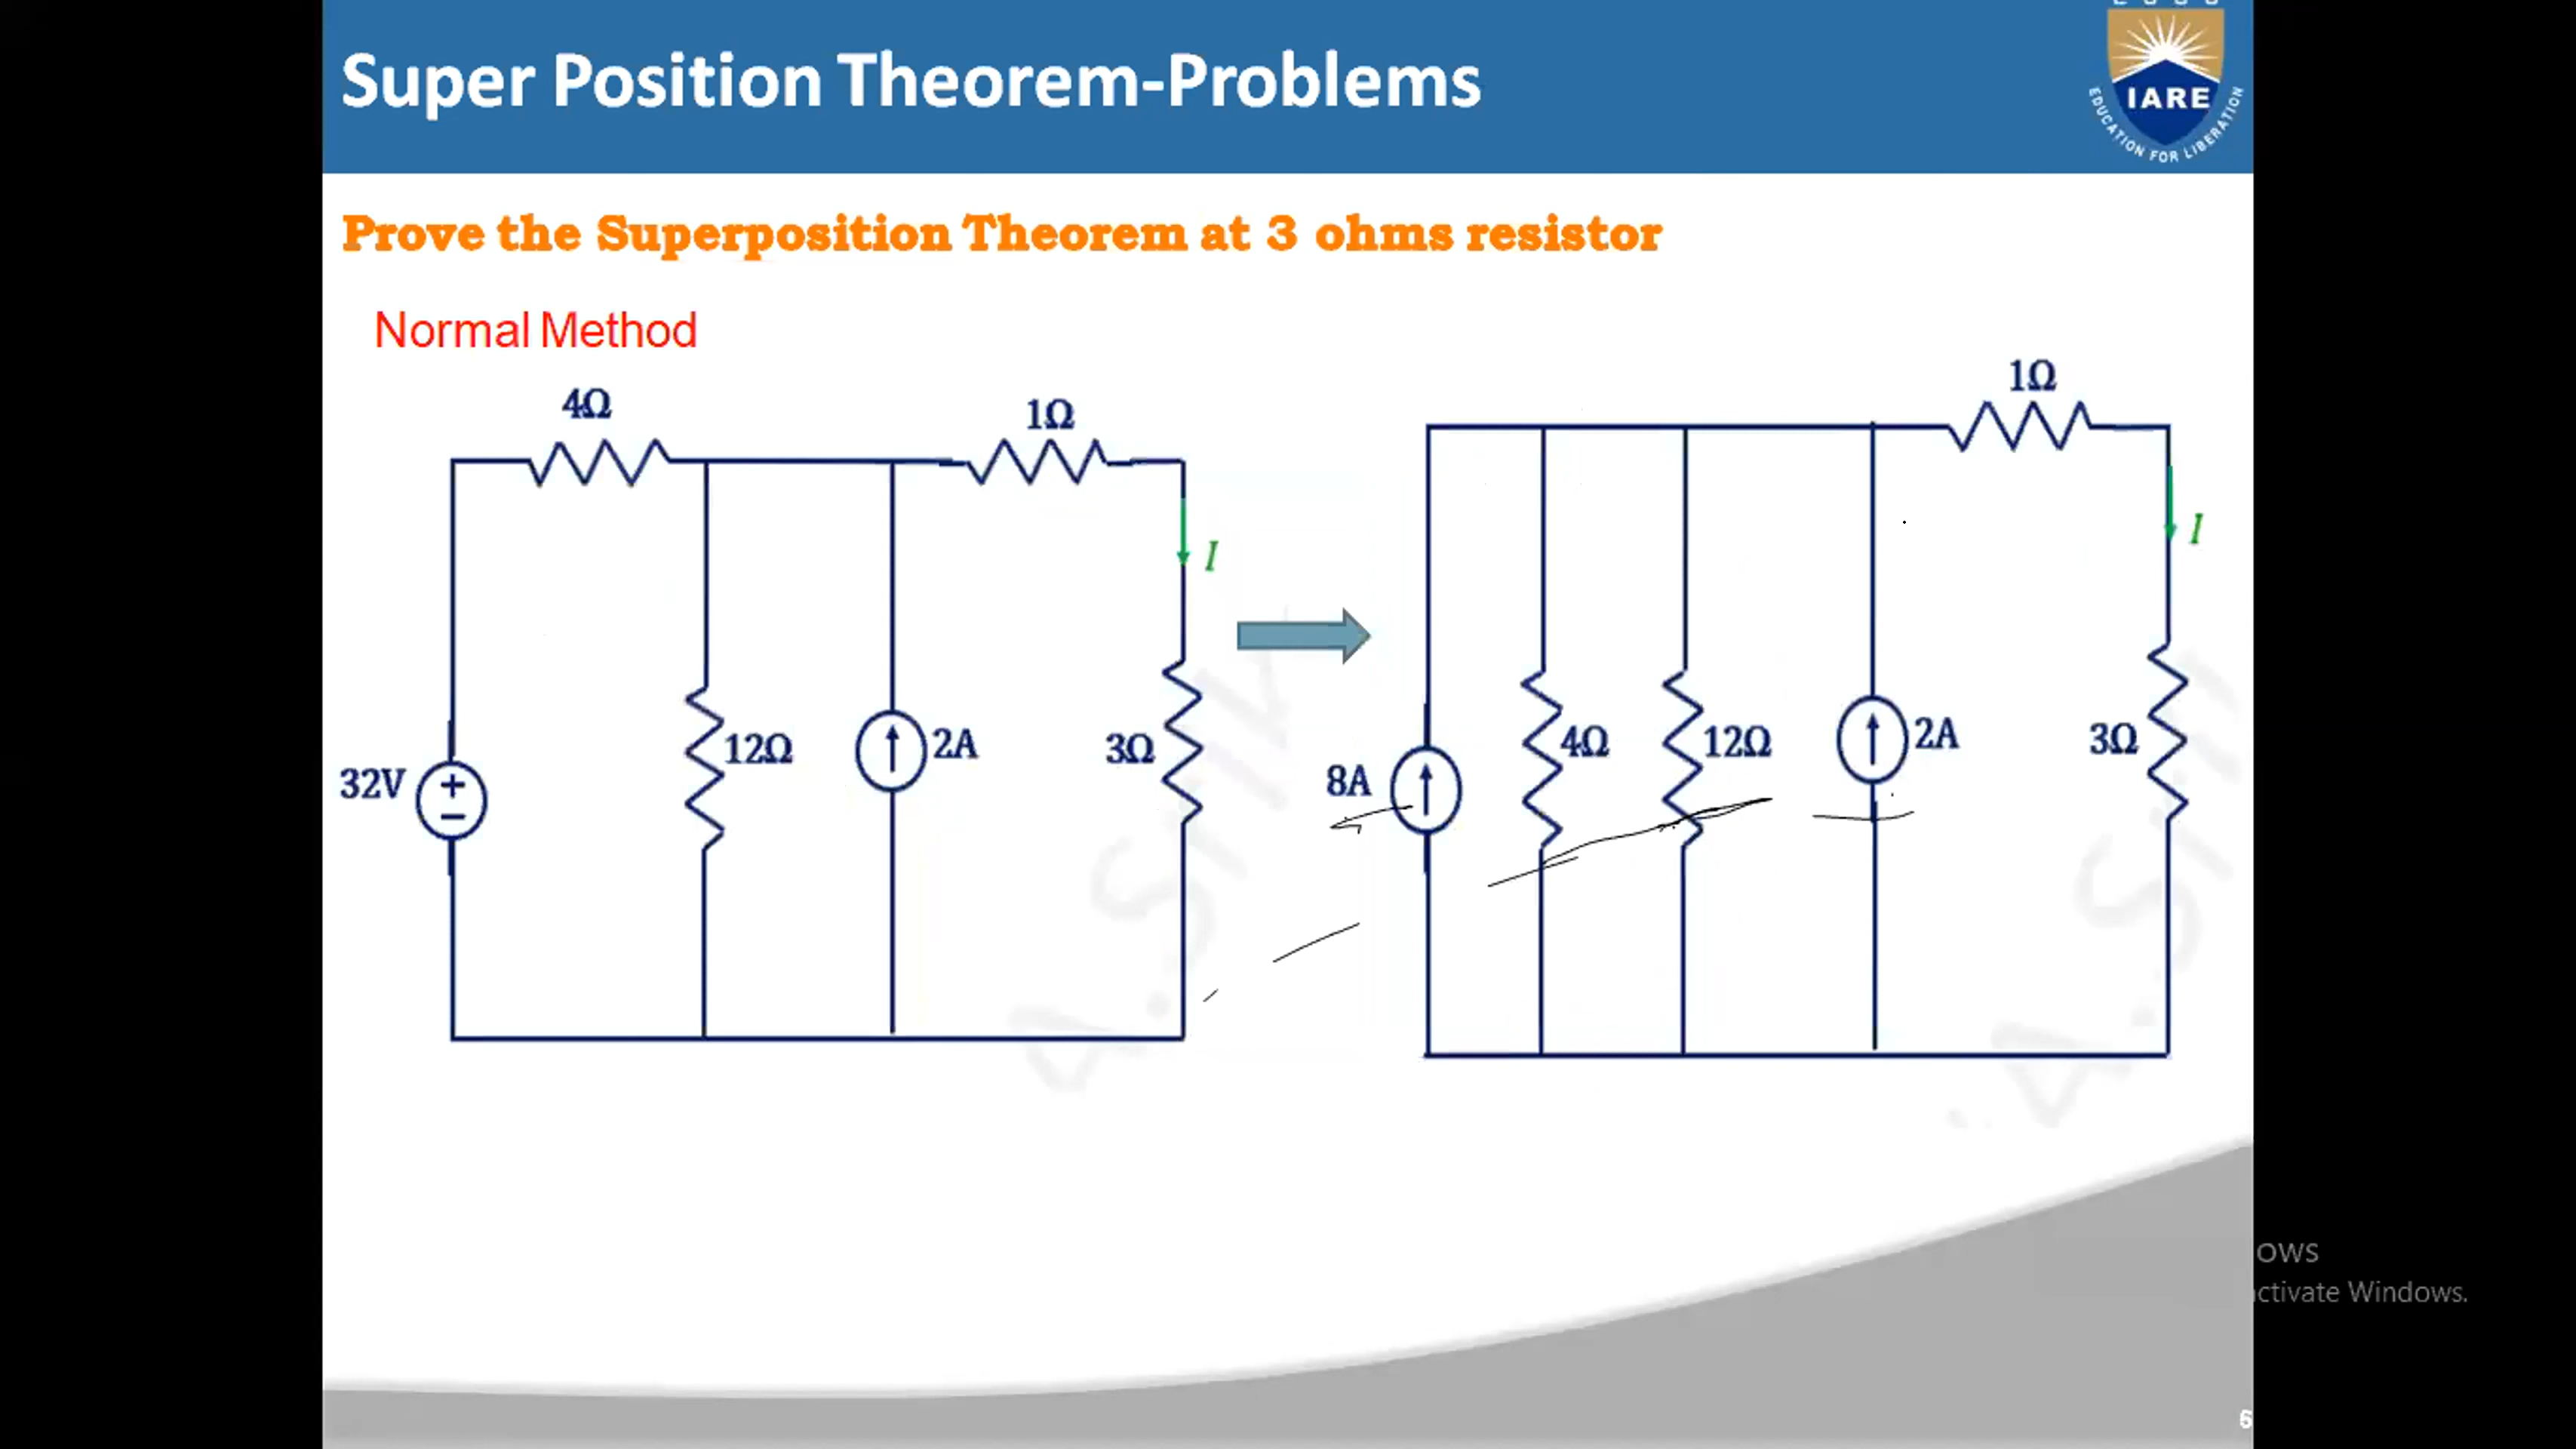 Super Position Theorem-Problems
IARE
EDUCATION FOR LIBERATION
Prove the Superposition Theorem at 3 ohms resistor
Normal Method
4Ω
1Ω
I
32V
+
−
12Ω
2A
3Ω
1Ω
I
8A
4Ω
12Ω
2A
3Ω
ows
ctivate Windows.
6